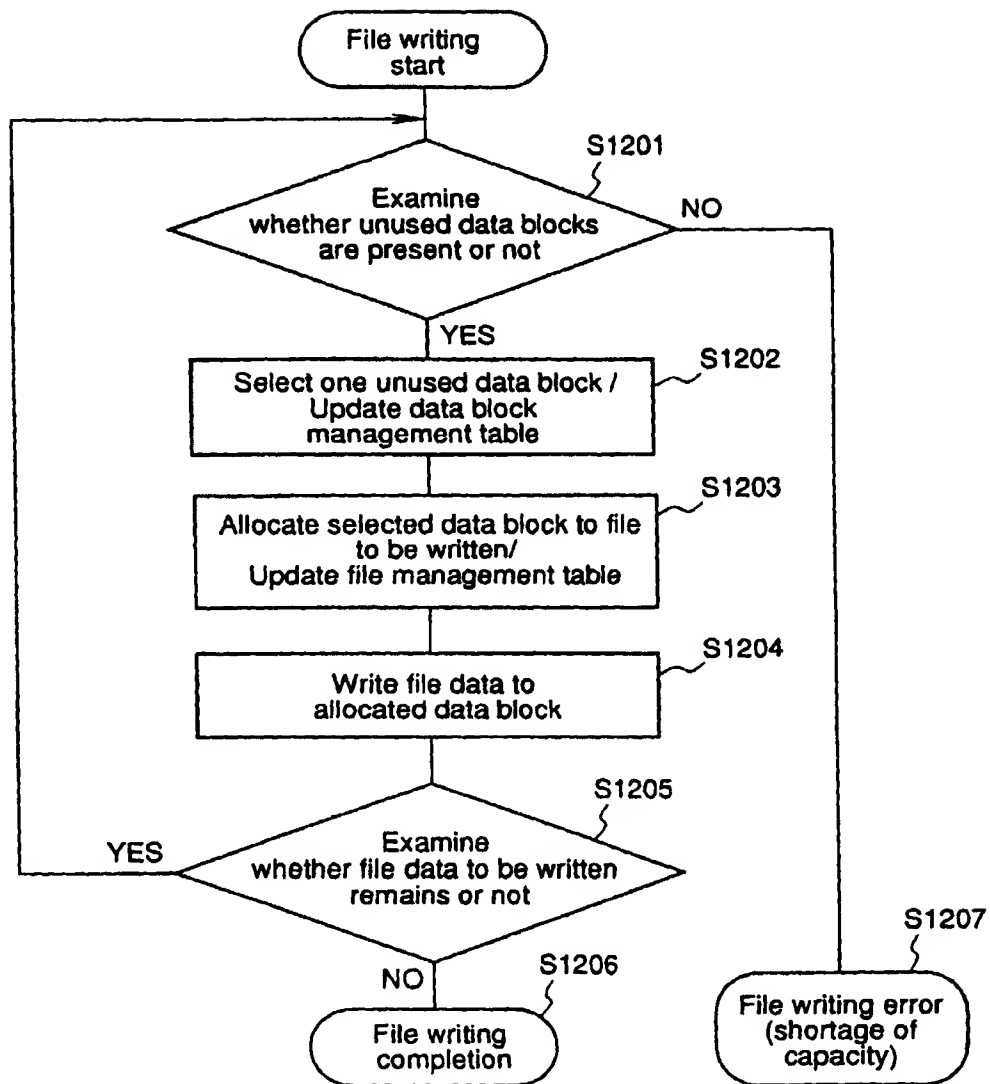 File writing
start
S1201
Examine
whether unused data blocks
are present or not
NO
YES
S1202
Select one unused data block /
Update data block
management table
S1203
Allocate selected data block to file
to be written/
Update file management table
S1204
Write file data to
allocated data block
S1205
Examine
whether file data to be written
remains or not
YES
NO
S1206
File writing
completion
S1207
File writing error
(shortage of
capacity)